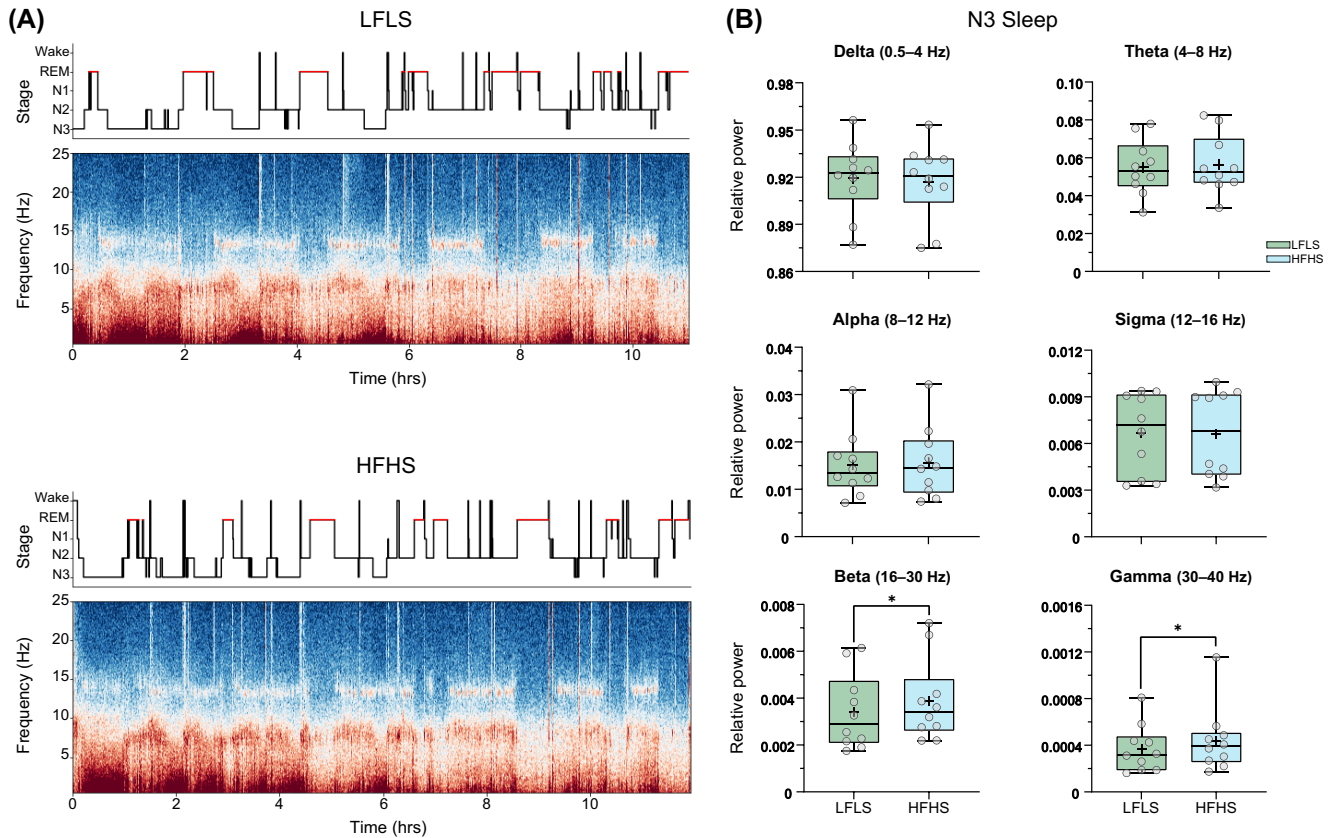 (A)
LFLS
Stage
Wake
REM
N1
N2
N3
Frequency (Hz)
25
20
15
10
5
0 2 4 6 8 10
Time (hrs)
HFHS
Stage
Wake
REM
N1
N2
N3
Frequency (Hz)
25
20
15
10
5
0 2 4 6 8 10
Time (hrs)
(B)
N3 Sleep
Delta (0.5–4 Hz)
Relative power
0.98
0.95
0.92
0.89
0.86
Theta (4–8 Hz)
0.10
0.08
0.06
0.04
0.02
0
LFLS
HFHS
Alpha (8–12 Hz)
Relative power
0.04
0.03
0.02
0.01
0
Sigma (12–16 Hz)
0.012
0.009
0.006
0.003
0
Beta (16–30 Hz)
Relative power
0.008
0.006
0.004
0.002
0
*
LFLS HFHS
Gamma (30–40 Hz)
0.0016
0.0012
0.0008
0.0004
0
*
LFLS HFHS